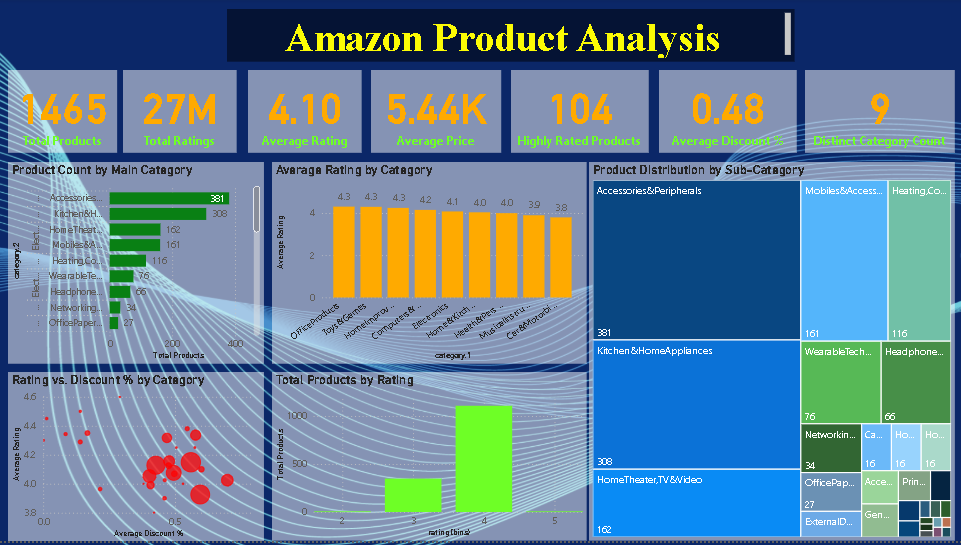 Amazon Product Analysis
1465
Total Products
27M
Total Ratings
4.10
Average Rating
5.44K
Average Price
104
Highly Rated Products
0.48
Average Discount %
9
Distinct Category Count
Product Count by Main Category
category.2
Elect...
Elect...
Accessories... 381
Kitchen&H... 308
HomeTheat... 162
Mobiles&A... 161
Heating,Co... 116
WearableTe... 76
Headphone... 66
Networking... 34
OfficePaper... 27
0 200 400
Total Products
Average Rating by Category
Average Rating
4
2
0
4.3 4.3 4.3 4.2 4.1 4.0 4.0 3.9 3.8
OfficeProducts
Toys&Games
HomeImprov...
Computers&...
Electronics
Home&Kitch...
Health&Pers...
MusicalInstru...
Car&Motorbi...
category.1
Product Distribution by Sub-Category
Accessories&Peripherals
381
Kitchen&HomeAppliances
308
HomeTheater,TV&Video
162
Mobiles&Access...
161
Heating,Co...
116
WearableTech...
76
Headphone...
66
Networkin...
34
Ca...
16
Ho...
16
Ho...
16
OfficePap...
27
Acce...
Prin...
ExternalD...
Gen...
Rating vs. Discount % by Category
Average Rating
4.6
4.4
4.2
4.0
3.8
0.0 0.5
Average Discount %
Total Products by Rating
Total Products
1000
500
0
2 3 4 5
rating (bins)